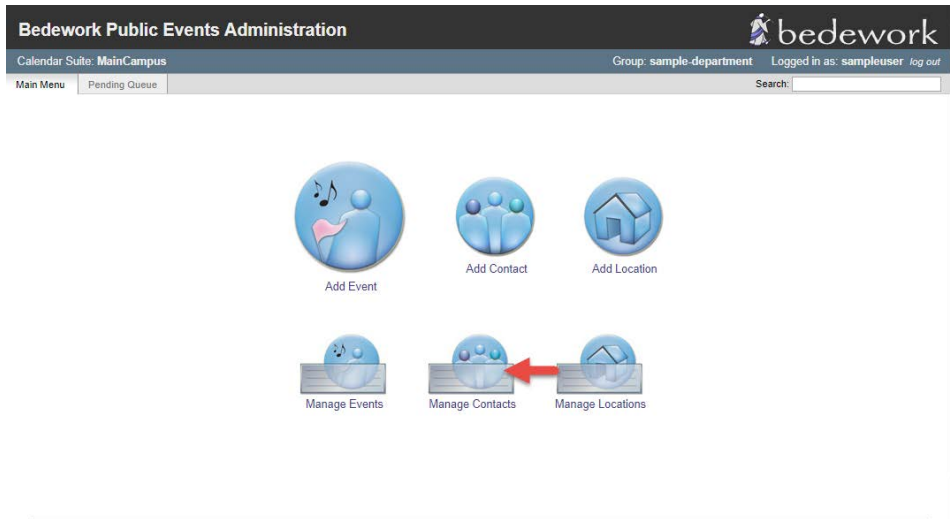 Bedework Public Events Administration
bedework
Calendar Suite: MainCampus Group: sample-department Logged in as: sampleuser log out
Main Menu Pending Queue Search:
Add Event
Add Contact
Add Location
Manage Events
Manage Contacts
Manage Locations